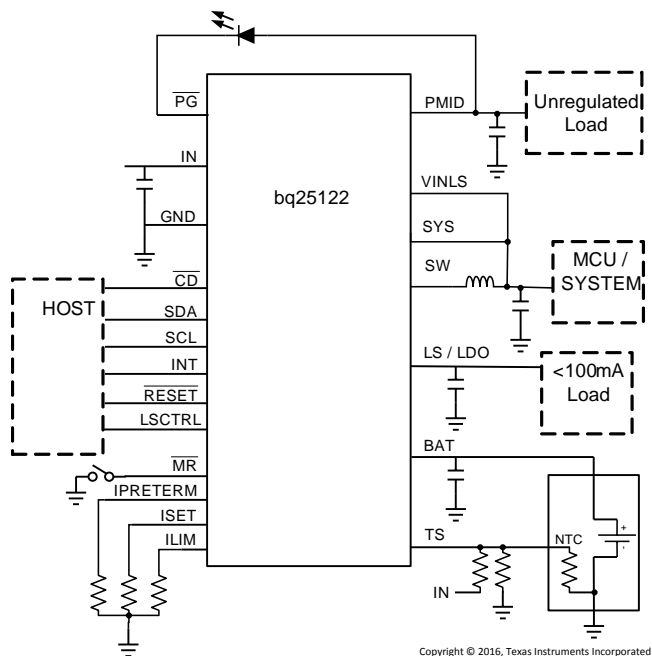 PG
IN
GND
CD
HOST
SDA
SCL
INT
RESET
LSCTRL
MR
IPRETERM
ISET
ILIM
bq25122
PMID
Unregulated
Load
VINLS
SYS
SW
MCU /
SYSTEM
LS / LDO
<100mA
Load
BAT
TS
NTC
+
-
IN
Copyright © 2016, Texas Instruments Incorporated